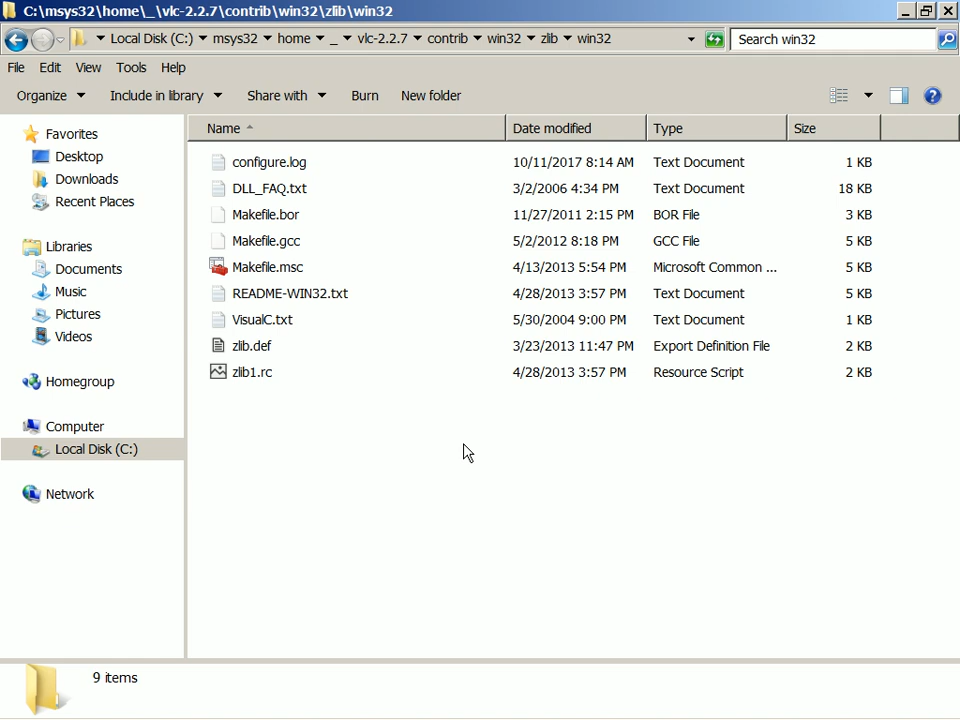 C:\msys32\home\_\vlc-2.2.7\contrib\win32\zlib\win32
Local Disk (C:) msys32 home _ vlc-2.2.7 contrib win32 zlib win32 Search win32
File Edit View Tools Help
Organize Include in library Share with Burn New folder
Favorites
Desktop
Downloads
Recent Places
Libraries
Documents
Music
Pictures
Videos
Homegroup
Computer
Local Disk (C:)
Network
Name Date modified Type Size
configure.log 10/11/2017 8:14 AM Text Document 1 KB
DLL_FAQ.txt 3/2/2006 4:34 PM Text Document 18 KB
Makefile.bor 11/27/2011 2:15 PM BOR File 3 KB
Makefile.gcc 5/2/2012 8:18 PM GCC File 5 KB
Makefile.msc 4/13/2013 5:54 PM Microsoft Common ... 5 KB
README-WIN32.txt 4/28/2013 3:57 PM Text Document 5 KB
VisualC.txt 5/30/2004 9:00 PM Text Document 1 KB
zlib.def 3/23/2013 11:47 PM Export Definition File 2 KB
zlib1.rc 4/28/2013 3:57 PM Resource Script 2 KB
9 items